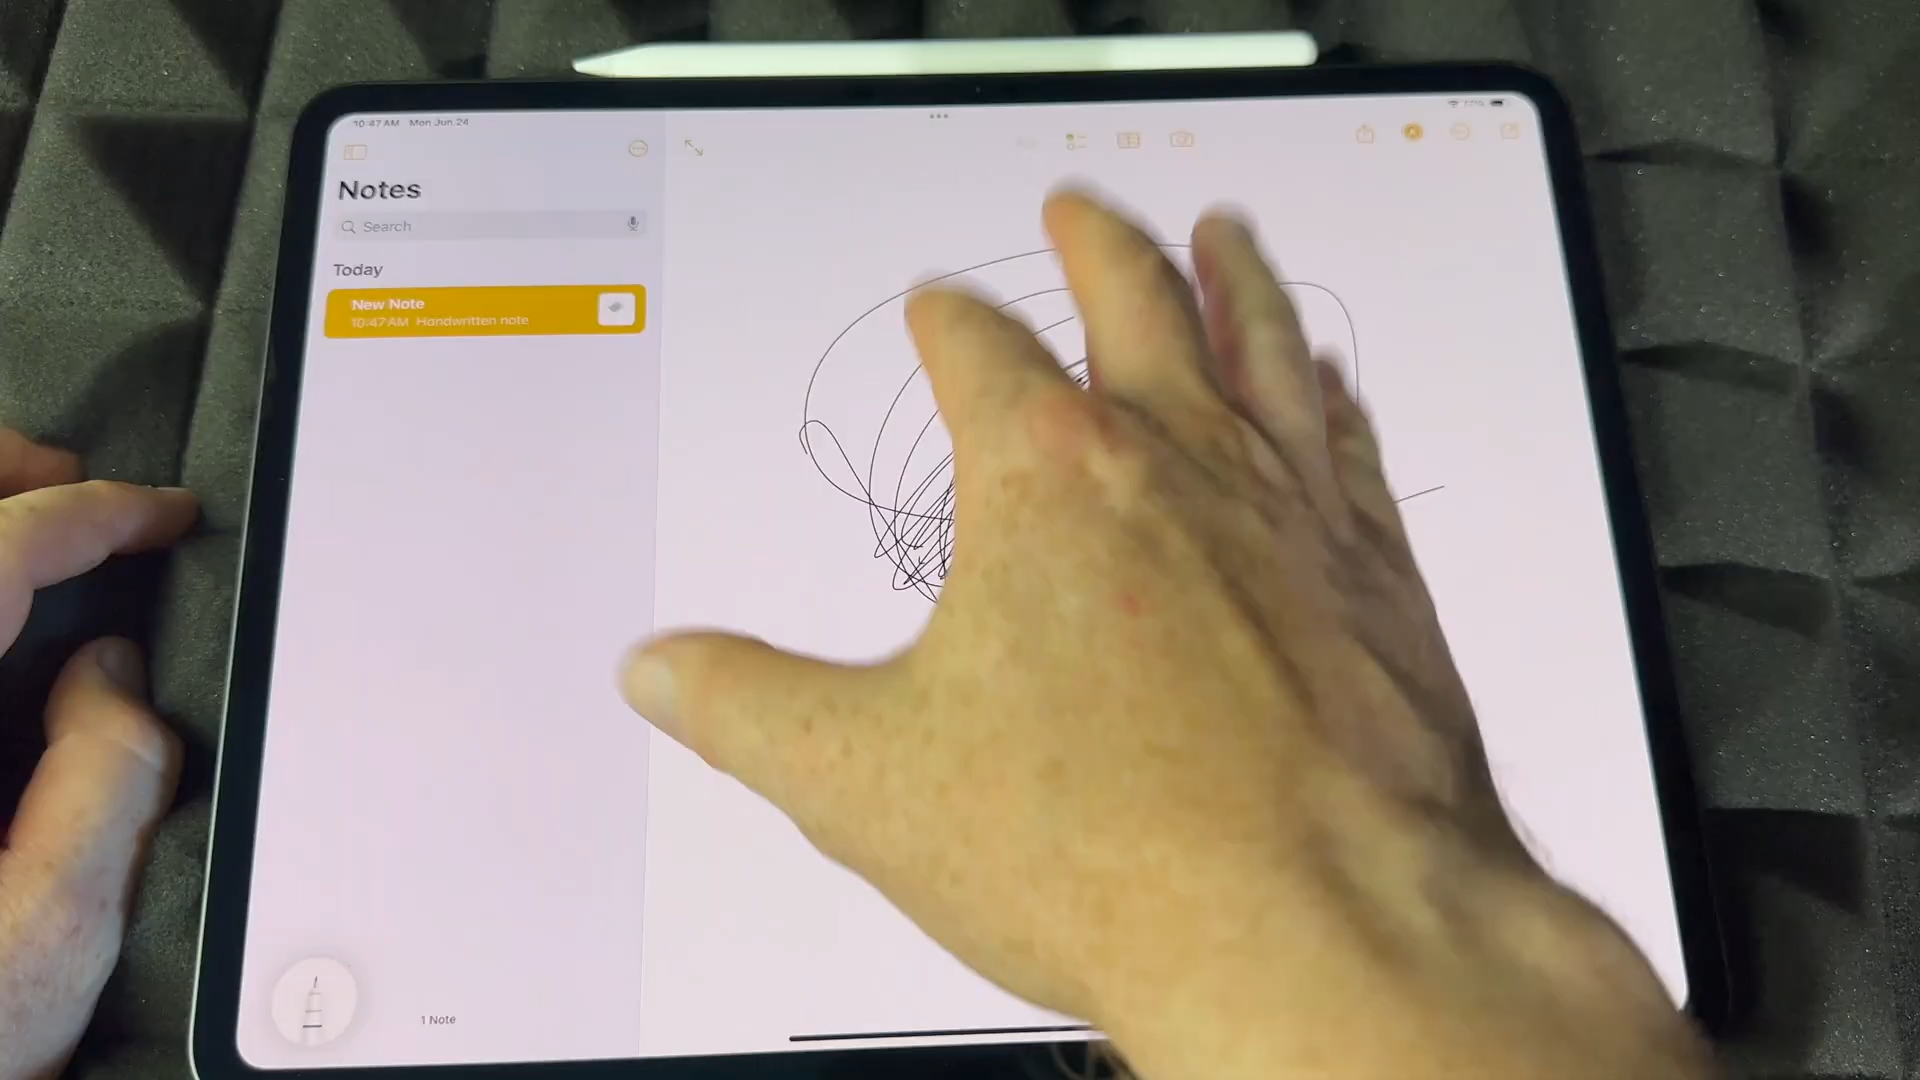 10:47 AM Mon Jun 24
Notes
Search
Today
New Note
10:47 AM Handwritten note
1 Note